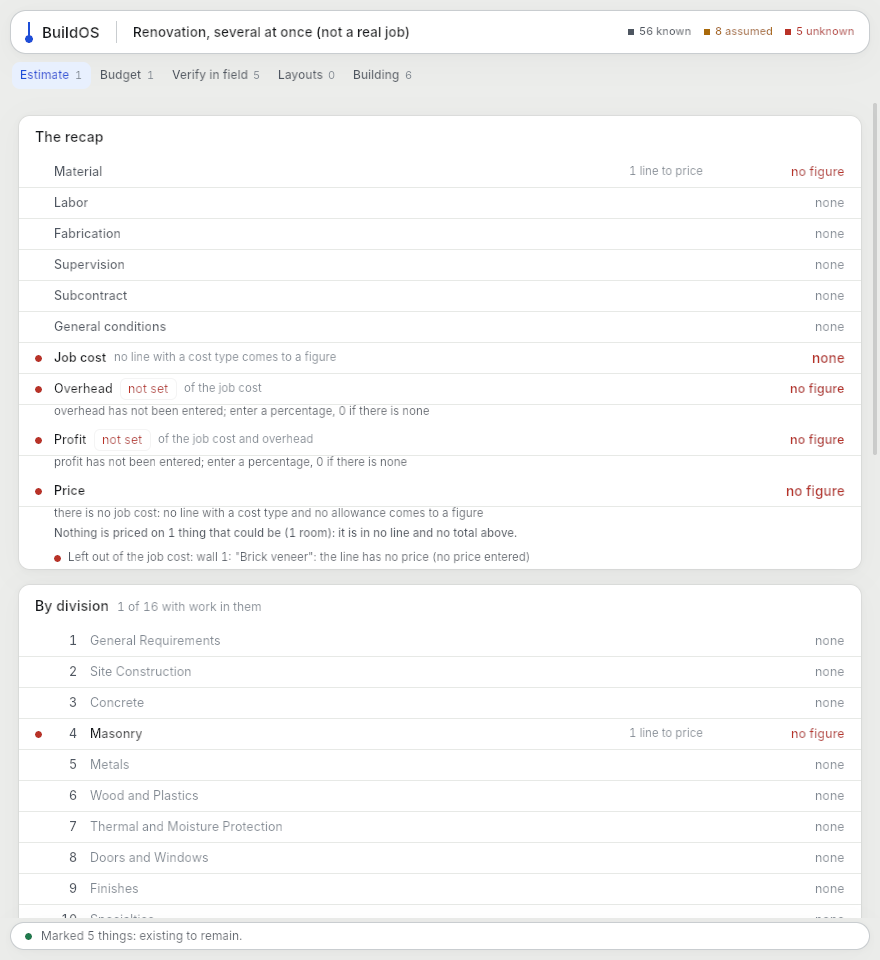 BuildOS
Renovation, several at once (not a real job)
56 known 8 assumed 5 unknown
Estimate 1 Budget 1 Verify in field 5 Layouts 0 Building 6
The recap
Material 1 line to price no figure
Labor none
Fabrication none
Supervision none
Subcontract none
General conditions none
Job cost no line with a cost type comes to a figure none
Overhead not set of the job cost no figure
overhead has not been entered; enter a percentage, 0 if there is none
Profit not set of the job cost and overhead no figure
profit has not been entered; enter a percentage, 0 if there is none
Price no figure
there is no job cost: no line with a cost type and no allowance comes to a figure
Nothing is priced on 1 thing that could be (1 room): it is in no line and no total above.
Left out of the job cost: wall 1: "Brick veneer": the line has no price (no price entered)
By division 1 of 16 with work in them
1 General Requirements none
2 Site Construction none
3 Concrete none
4 Masonry 1 line to price no figure
5 Metals none
6 Wood and Plastics none
7 Thermal and Moisture Protection none
8 Doors and Windows none
9 Finishes none
10 Specialties none
Marked 5 things: existing to remain.